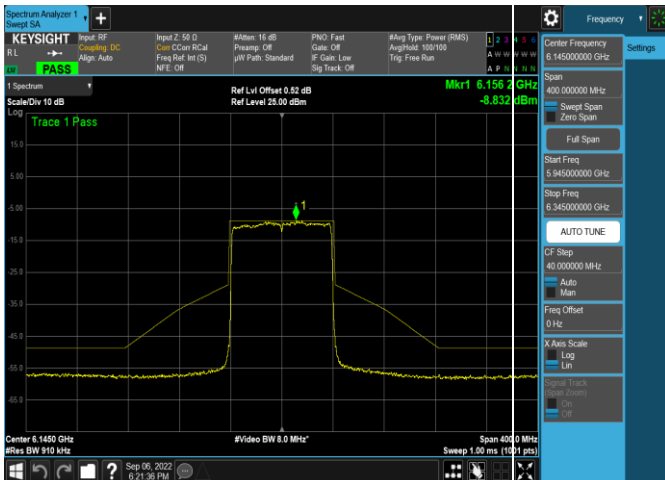 Spectrum Analyzer 1
Swept SA
Frequency
KEYSIGHT
R L
LV
PASS
Input: RF
Coupling: DC
Align: Auto
Input Z: 50 Ω
Corr CCorr RCal
Freq Ref: Int (S)
NFE: Off
#Atten: 16 dB
Preamp: Off
µW Path: Standard
PNO: Fast
Gate: Off
IF Gain: Low
Sig Track: Off
#Avg Type: Power (RMS)
Avg|Hold: 100/100
Trig: Free Run
1 2 3 4 5 6
A W W W W W
A P N N N N
1 Spectrum
Scale/Div 10 dB
Log
Ref Lvl Offset 0.52 dB
Ref Level 25.00 dBm
Mkr1 6.156 2 GHz
-8.832 dBm
Trace 1 Pass
1
15.0
5.00
-5.00
-15.0
-25.0
-35.0
-45.0
-55.0
-65.0
Center 6.1450 GHz
#Res BW 910 kHz
#Video BW 8.0 MHz*
Span 400.0 MHz
Sweep 1.00 ms (1001 pts)
Center Frequency
6.145000000 GHz
Span
400.000000 MHz
Swept Span
Zero Span
Full Span
Start Freq
5.945000000 GHz
Stop Freq
6.345000000 GHz
AUTO TUNE
CF Step
40.000000 MHz
Auto
Man
Freq Offset
0 Hz
X Axis Scale
Log
Lin
Signal Track
(Span Zoom)
On
Off
Settings
Sep 06, 2022
6:21:36 PM